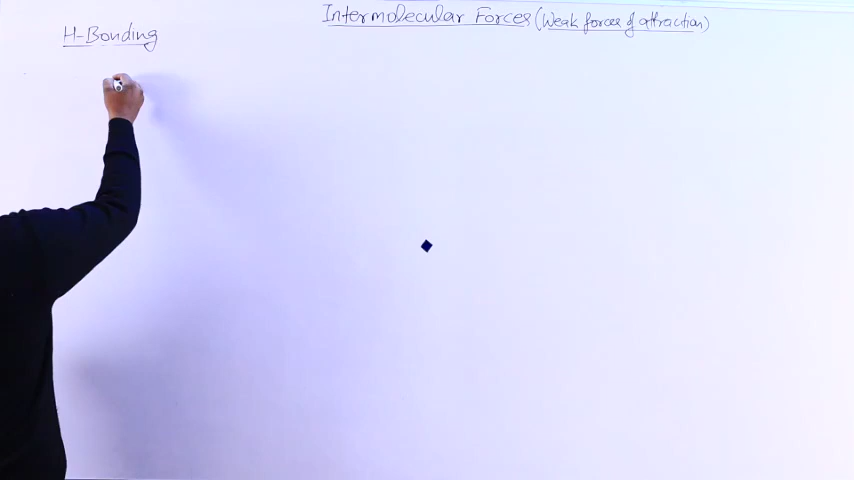 Intermolecular Forces (Weak forces of attraction)
H-Bonding